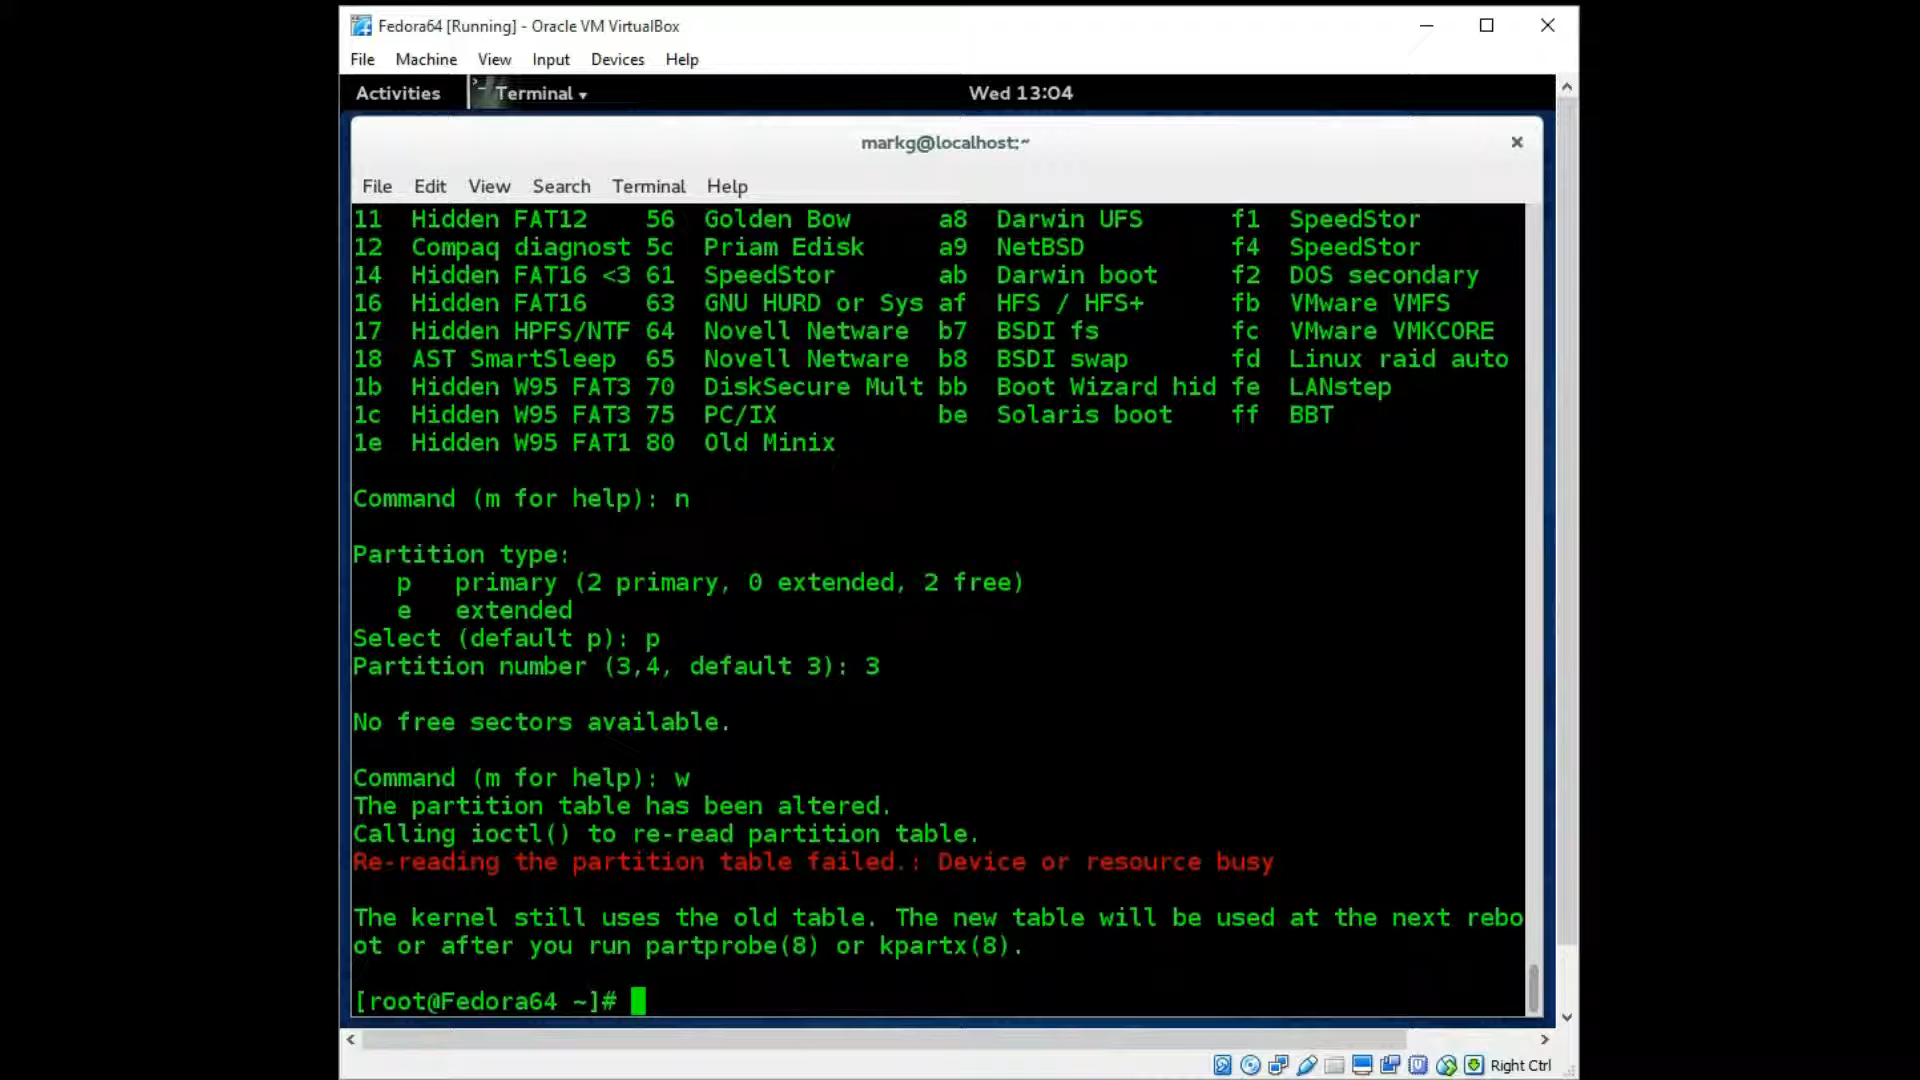 Fedora64 [Running] - Oracle VM VirtualBox
File Machine View Input Devices Help
Activities Terminal Wed 13:04
markg@localhost:~
File Edit View Search Terminal Help
11 Hidden FAT12 56 Golden Bow a8 Darwin UFS f1 SpeedStor
12 Compaq diagnost 5c Priam Edisk a9 NetBSD f4 SpeedStor
14 Hidden FAT16 <3 61 SpeedStor ab Darwin boot f2 DOS secondary
16 Hidden FAT16 63 GNU HURD or Sys af HFS / HFS+ fb VMware VMFS
17 Hidden HPFS/NTF 64 Novell Netware b7 BSDI fs fc VMware VMKCORE
18 AST SmartSleep 65 Novell Netware b8 BSDI swap fd Linux raid auto
1b Hidden W95 FAT3 70 DiskSecure Mult bb Boot Wizard hid fe LANstep
1c Hidden W95 FAT3 75 PC/IX be Solaris boot ff BBT
1e Hidden W95 FAT1 80 Old Minix
Command (m for help): n
Partition type:
p primary (2 primary, 0 extended, 2 free)
e extended
Select (default p): p
Partition number (3,4, default 3): 3
No free sectors available.
Command (m for help): w
The partition table has been altered.
Calling ioctl() to re-read partition table.
Re-reading the partition table failed.: Device or resource busy
The kernel still uses the old table. The new table will be used at the next rebo
ot or after you run partprobe(8) or kpartx(8).
[root@Fedora64 ~]#
Right Ctrl